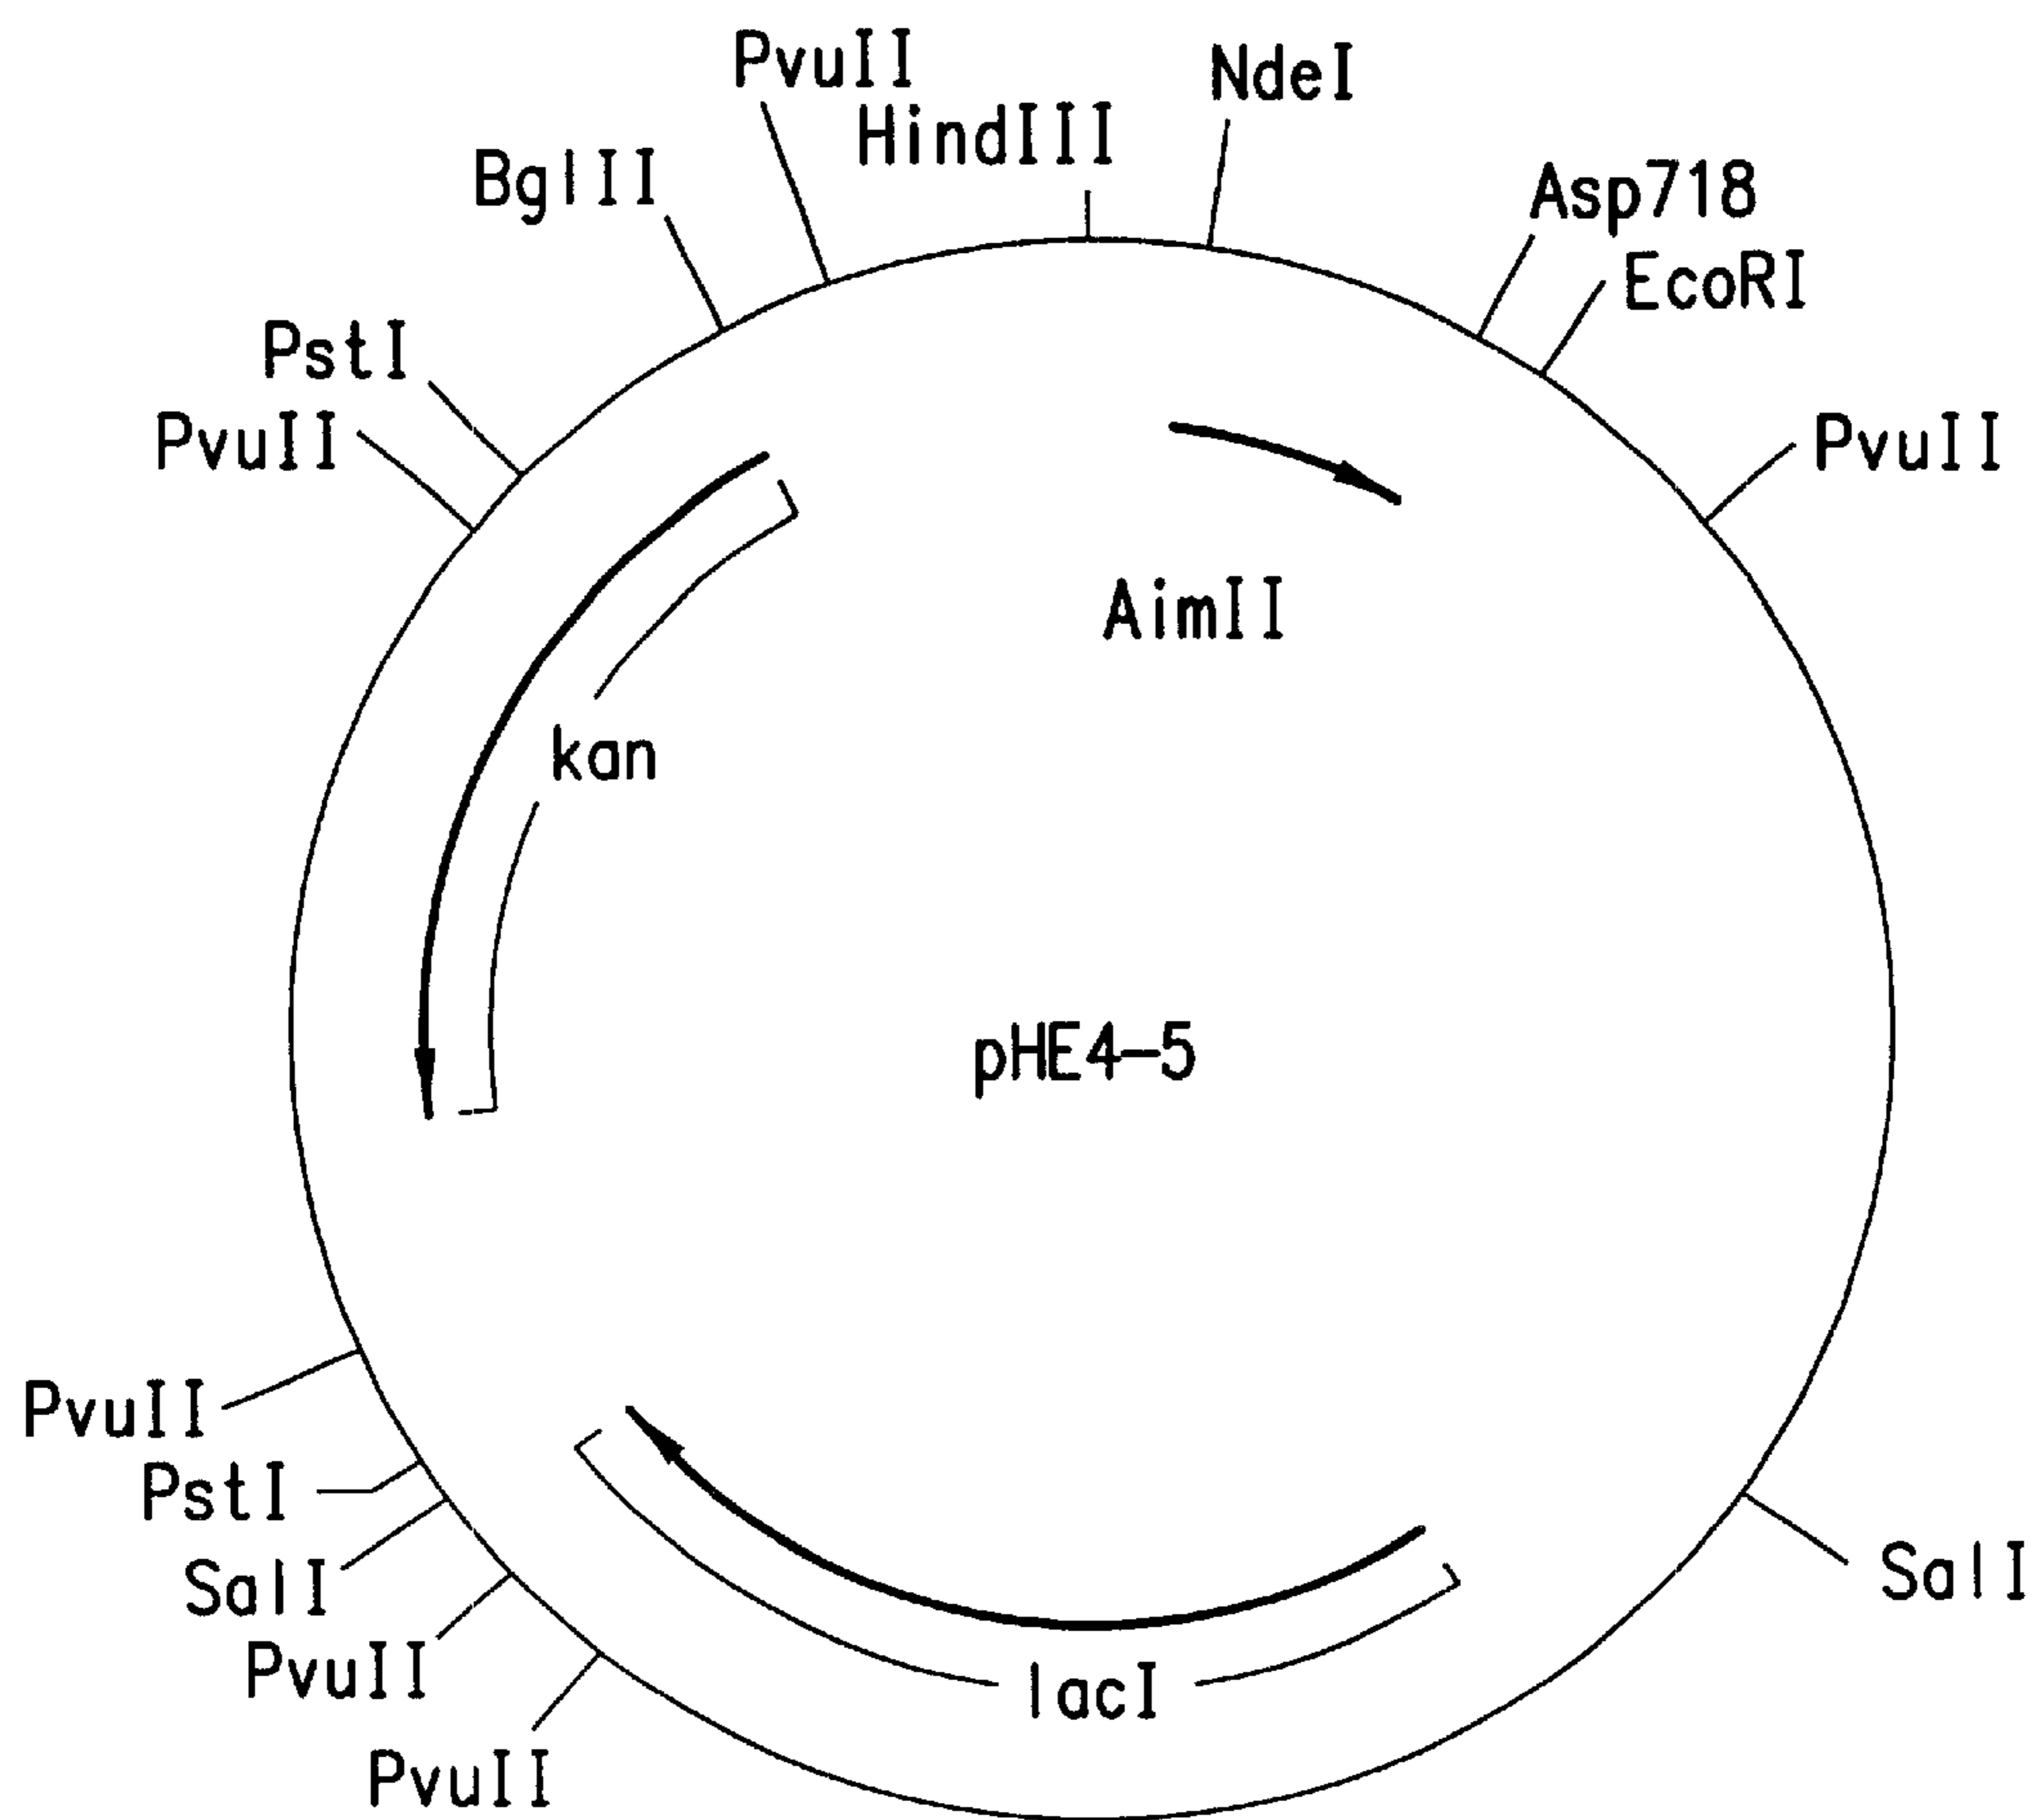 PvuII
NdeI
HindIII
BglII
Asp718
EcoRI
PstI
PvuII
PvuII
AimII
kan
pHE4-5
PvuII
PstI
SalI
SalI
PvuII
lacI
PvuII